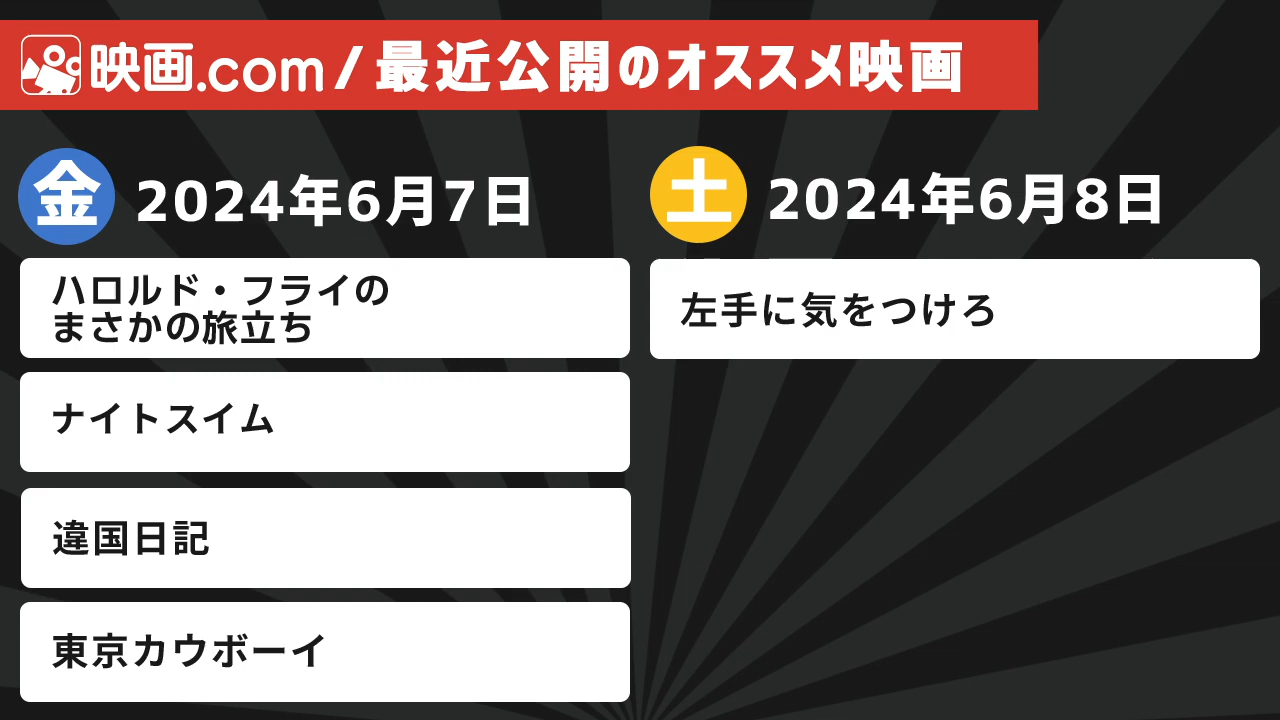 映画.com/最近公開のオススメ映画
金 2024年6月7日
ハロルド・フライの
まさかの旅立ち
ナイトスイム
違国日記
東京カウボーイ
土 2024年6月8日
左手に気をつけろ